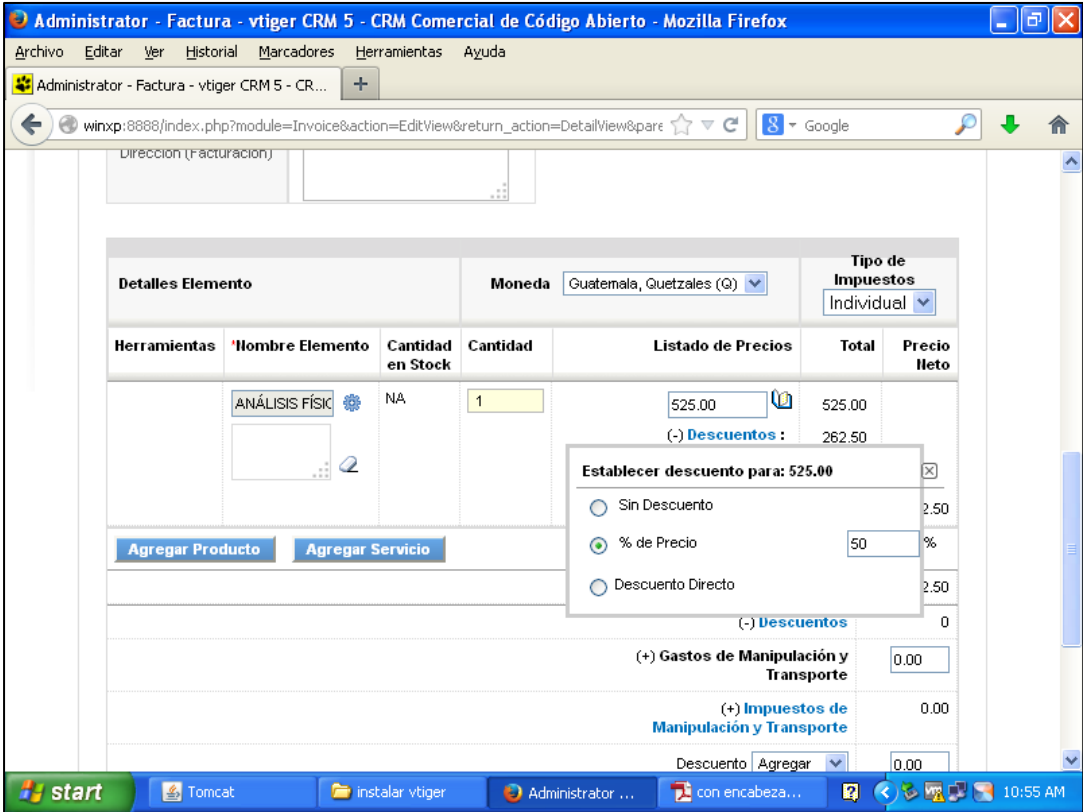 Administrator - Factura - vtiger CRM 5 - CRM Comercial de Código Abierto - Mozilla Firefox
Archivo Editar Ver Historial Marcadores Herramientas Ayuda
Administrator - Factura - vtiger CRM 5 - CR... +
winxp:8888/index.php?module=Invoice&action=EditView&return_action=DetailView&pare Google
Dirección (Facturación)
Detalles Elemento Moneda Guatemala, Quetzales (Q) Tipo de Impuestos Individual
Herramientas *Nombre Elemento Cantidad en Stock Cantidad Listado de Precios Total Precio Neto
ANÁLISIS FÍSIC NA 1 525.00 525.00
(-) Descuentos : 262.50
Establecer descuento para: 525.00
Sin Descuento
2.50
% de Precio 50 %
Agregar Producto Agregar Servicio
Descuento Directo
2.50
(-) Descuentos 0
(+) Gastos de Manipulación y Transporte 0.00
(+) Impuestos de Manipulación y Transporte 0.00
Descuento Agregar 0.00
start Tomcat instalar vtiger Administrator ... con encabeza... 10:55 AM